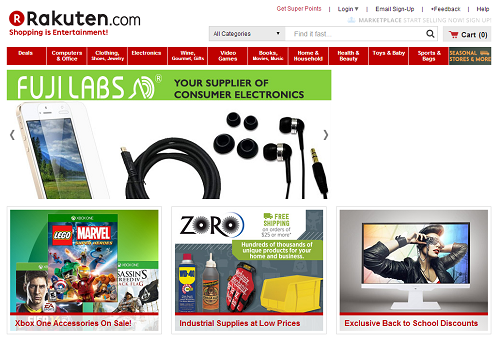 Rakuten.com
Shopping is Entertainment!
Get Super Points | Login | Email Sign-Up | +Feedback | Help
MARKETPLACE START SELLING NOW! SIGN UP!
All Categories
Find it fast...
Cart (0)
Deals
Computers & Office
Clothing, Shoes, Jewelry
Electronics
Wine, Gourmet, Gifts
Video Games
Books, Movies, Music
Home & Household
Health & Beauty
Toys & Baby
Sports & Bags
SEASONAL STORES & MORE
FUJI LABS
YOUR SUPPLIER OF
CONSUMER ELECTRONICS
XBOX ONE
LEGO MARVEL
SUPER HEROES
ASSASSIN'S CREED
BLACK FLAG
Xbox One Accessories On Sale!
ZORO
FREE SHIPPING
on orders of
$25 or more*
Hundreds of thousands of
unique products for your
home and business.
WD-40
Industrial Supplies at Low Prices
Exclusive Back to School Discounts